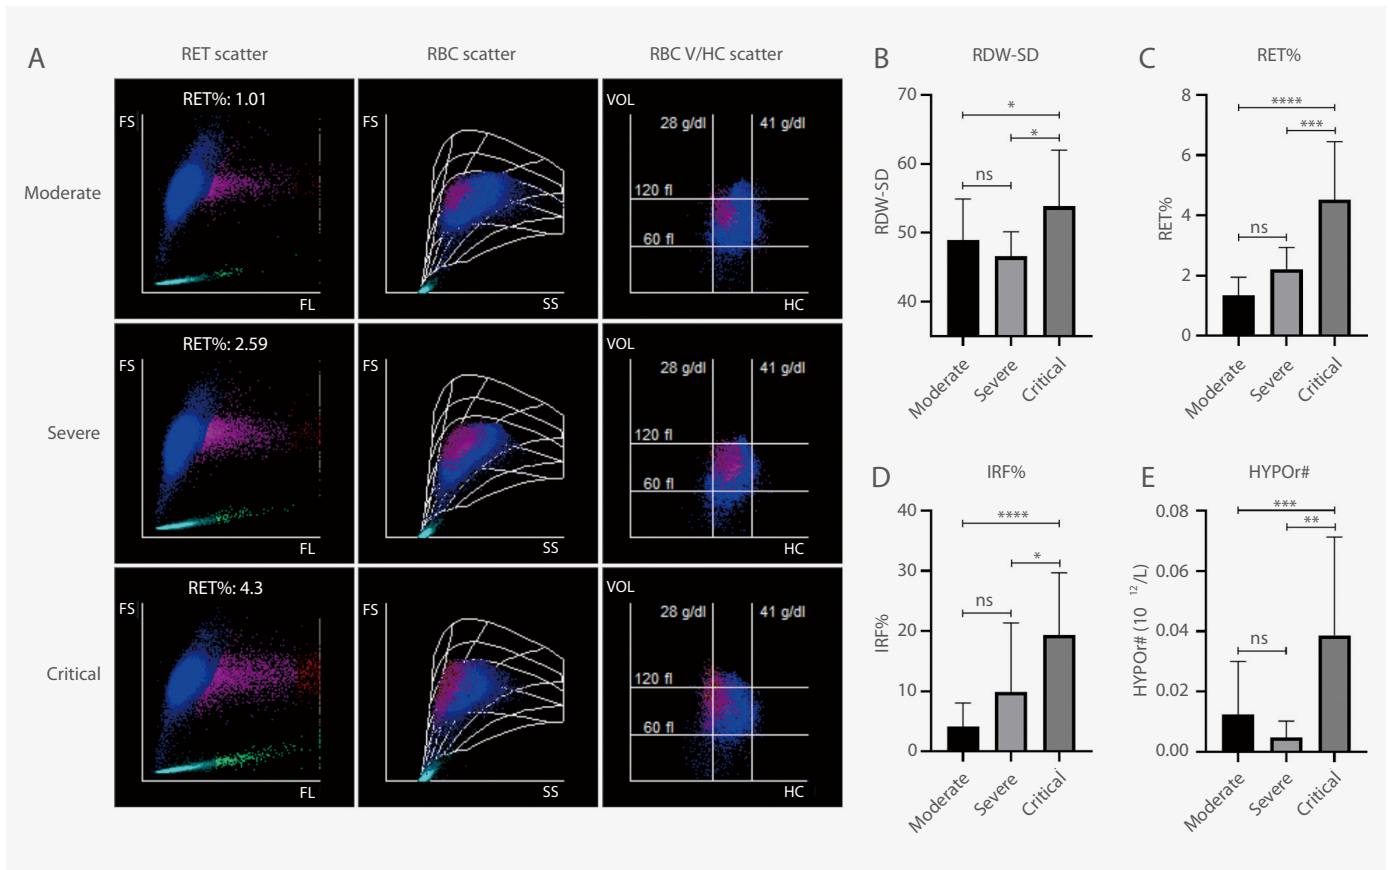 A
RET scatter
RBC scatter
RBC V/HC scatter
Moderate
RET%: 1.01
FS
FL
FS
SS
VOL
28 g/dl
41 g/dl
120 fl
60 fl
HC
Severe
RET%: 2.59
FS
FL
FS
SS
VOL
28 g/dl
41 g/dl
120 fl
60 fl
HC
Critical
RET%: 4.3
FS
FL
FS
SS
VOL
28 g/dl
41 g/dl
120 fl
60 fl
HC
B
RDW-SD
RDW-SD
70
60
50
40
*
*
ns
Moderate
Severe
Critical
C
RET%
RET%
8
6
4
2
0
****
***
ns
Moderate
Severe
Critical
D
IRF%
IRF%
40
30
20
10
0
****
*
ns
Moderate
Severe
Critical
E
HYPOr#
HYPOr# (10 12/L)
0.08
0.06
0.04
0.02
0.00
***
**
ns
Moderate
Severe
Critical